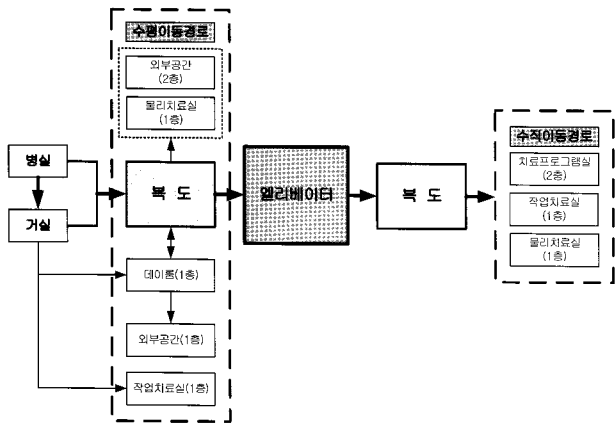 수평이동경로
외부공간
(2층)
물리치료실
(1층)
병실
거실
복 도
엘리베이터
복 도
데이룸(1층)
외부공간(1층)
작업치료실(1층)
수직이동경로
치료프로그램실
(2층)
작업치료실
(1층)
물리치료실
(1층)